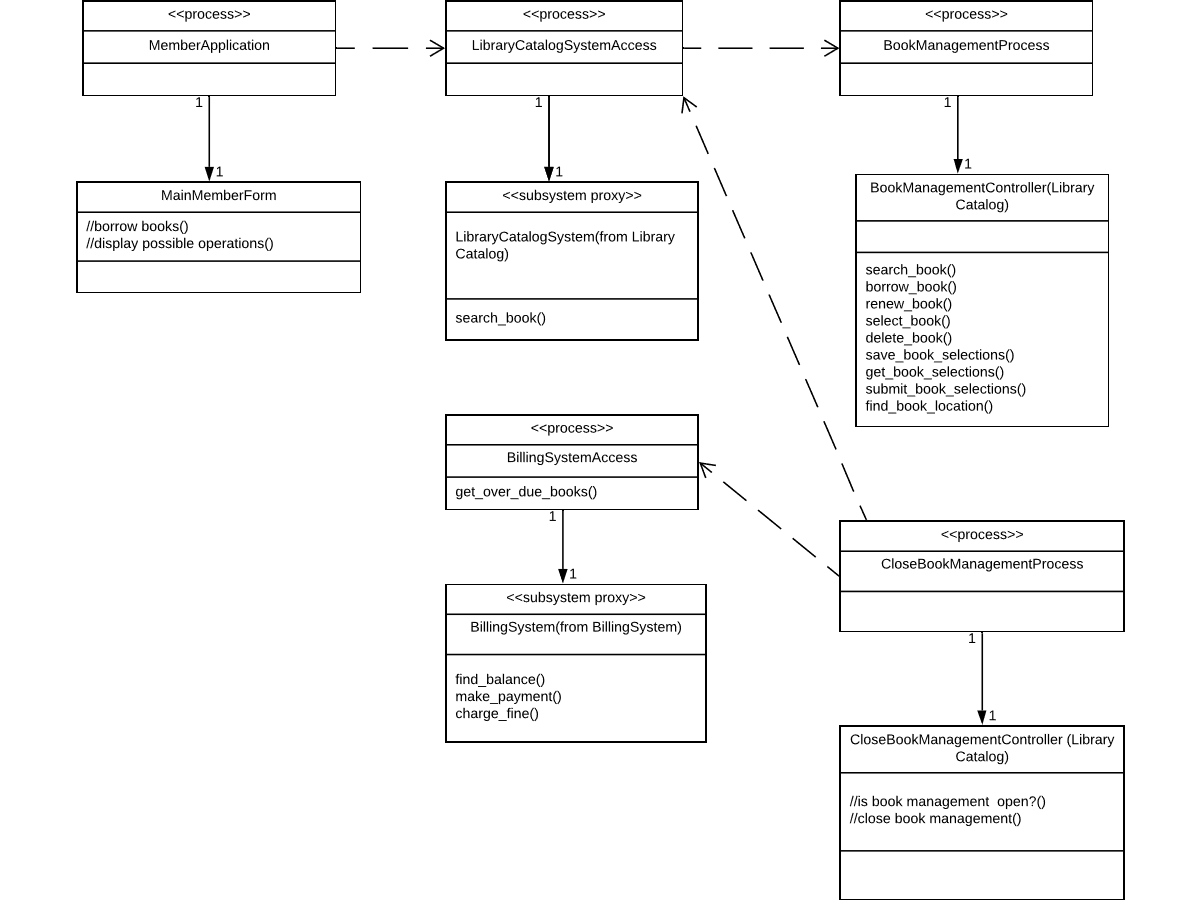 <<process>>
MemberApplication
<<process>>
LibraryCatalogSystemAccess
<<process>>
BookManagementProcess
1
1
1
1
1
1
MainMemberForm
//borrow books()
//display possible operations()
<<subsystem proxy>>
LibraryCatalogSystem(from Library
Catalog)
search_book()
BookManagementController(Library
Catalog)
search_book()
borrow_book()
renew_book()
select_book()
delete_book()
save_book_selections()
get_book_selections()
submit_book_selections()
find_book_location()
<<process>>
BillingSystemAccess
get_over_due_books()
1
1
<<subsystem proxy>>
BillingSystem(from BillingSystem)
find_balance()
make_payment()
charge_fine()
<<process>>
CloseBookManagementProcess
1
1
CloseBookManagementController (Library
Catalog)
//is book management  open?()
//close book management()